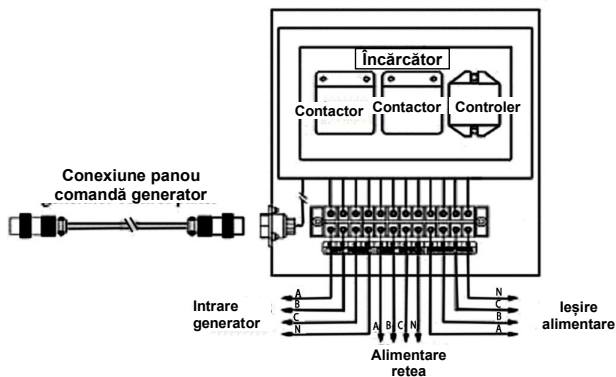 Încărcător
Contactor
Contactor
Controler
Conexiune panou
comandă generator
A
B
C
N
Intrare
generator
A
B
C
N
Alimentare
retea
N
C
B
A
Ieșire
alimentare